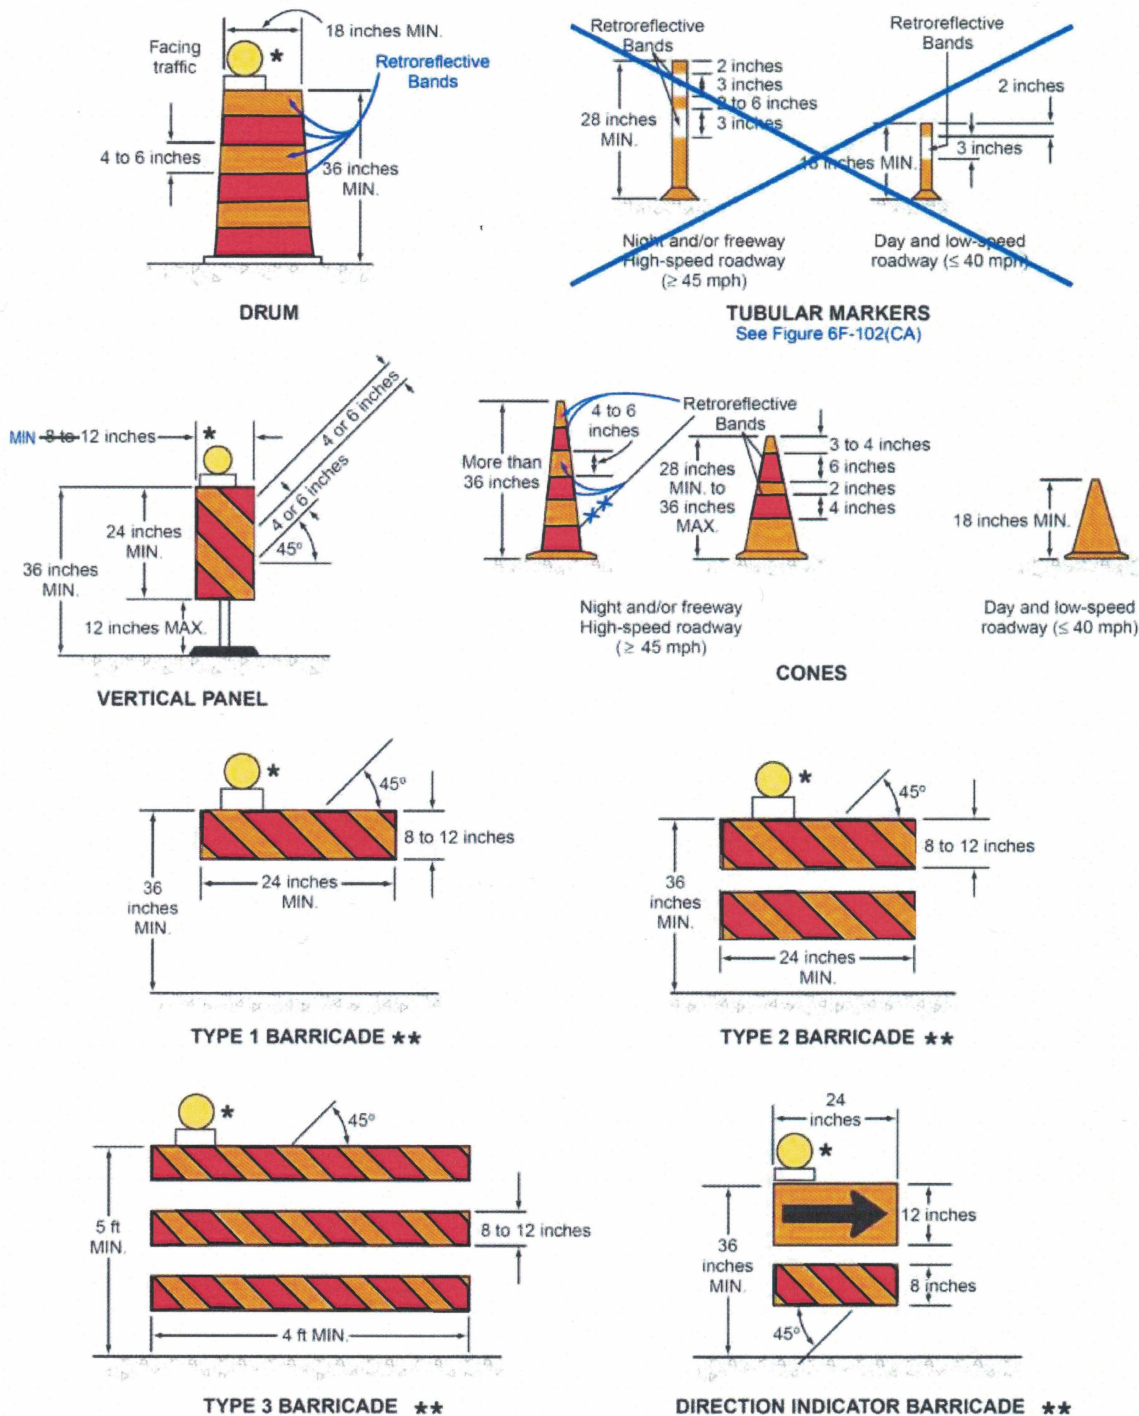 18 inches MIN.
Facing
traffic
*
Retroreflective
Bands
4 to 6 inches
36 inches
MIN.
DRUM
Retroreflective
Bands
2 inches
3 inches
2 to 6 inches
3 inches
28 inches
MIN.
Night and/or freeway
High-speed roadway
(≥ 45 mph)
Retroreflective
Bands
2 inches
3 inches
18 inches MIN.
Day and low-speed
roadway (≤ 40 mph)
TUBULAR MARKERS
See Figure 6F-102(CA)
MIN 8 to 12 inches
*
4 or 6 inches
4 or 6 inches
45º
24 inches
MIN.
36 inches
MIN.
12 inches MAX.
VERTICAL PANEL
4 to 6
inches
Retroreflective
Bands
More than
36 inches
28 inches
MIN. to
36 inches
MAX.
3 to 4 inches
6 inches
2 inches
4 inches
18 inches MIN.
Night and/or freeway
High-speed roadway
(≥ 45 mph)
Day and low-speed
roadway (≤ 40 mph)
CONES
*
45º
8 to 12 inches
24 inches
MIN.
36
inches
MIN.
TYPE 1 BARRICADE **
*
45º
8 to 12 inches
36
inches
MIN.
24 inches
MIN.
TYPE 2 BARRICADE **
*
45º
5 ft
MIN.
8 to 12 inches
4 ft MIN.
TYPE 3 BARRICADE **
24
inches
*
12 inches
36
inches
MIN.
8 inches
45º
DIRECTION INDICATOR BARRICADE **